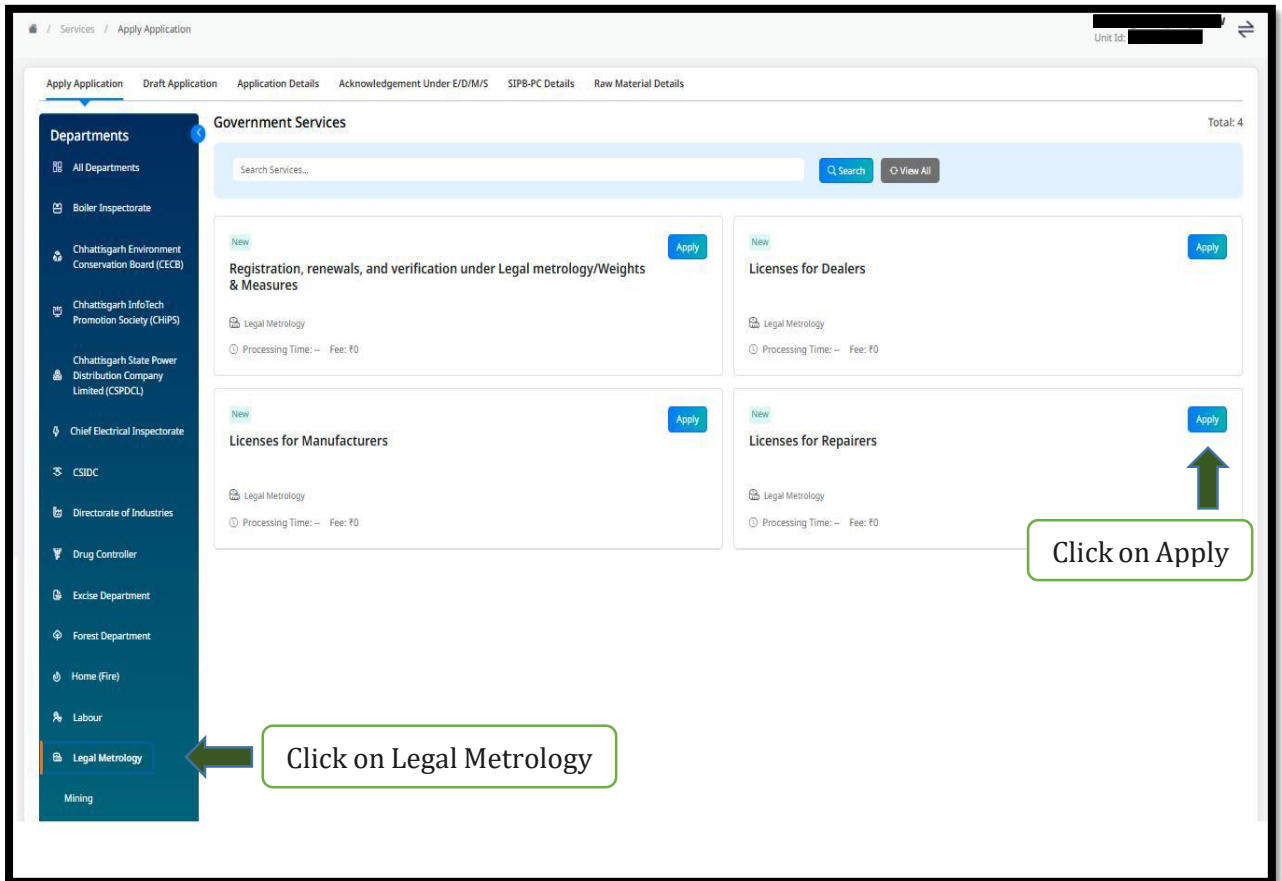 / Services / Apply Application
Unit Id:
Apply Application Draft Application Application Details Acknowledgement Under E/D/M/S SIPB-PC Details Raw Material Details
Departments
All Departments
Boiler Inspectorate
Chhattisgarh Environment
Conservation Board (CECB)
Chhattisgarh InfoTech
Promotion Society (CHiPS)
Chhattisgarh State Power
Distribution Company
Limited (CSPDCL)
Chief Electrical Inspectorate
CSIDC
Directorate of Industries
Drug Controller
Excise Department
Forest Department
Home (Fire)
Labour
Legal Metrology
Mining
Government Services
Total: 4
Search Services...
Search
View All
New
Apply
Registration, renewals, and verification under Legal metrology/Weights
& Measures
Legal Metrology
Processing Time: -- Fee: ₹0
New
Apply
Licenses for Dealers
Legal Metrology
Processing Time: -- Fee: ₹0
New
Apply
Licenses for Manufacturers
Legal Metrology
Processing Time: -- Fee: ₹0
New
Apply
Licenses for Repairers
Legal Metrology
Processing Time: -- Fee: ₹0
Click on Apply
Click on Legal Metrology